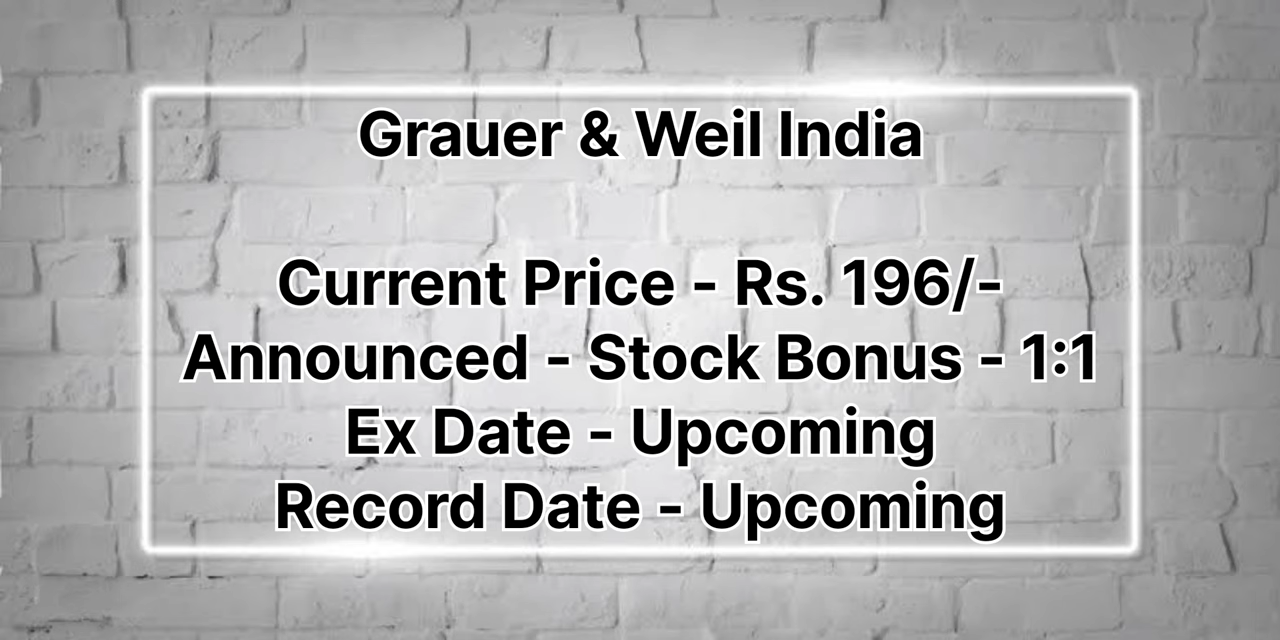 Grauer & Weil India
Current Price - Rs. 196/-
Announced - Stock Bonus - 1:1
Ex Date - Upcoming
Record Date - Upcoming